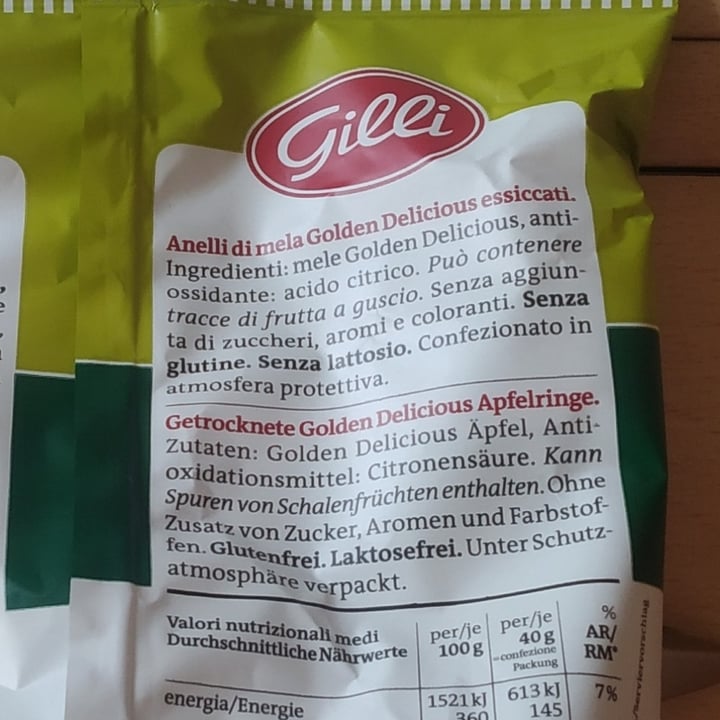 Gilli
Anelli di mela Golden Delicious essiccati.
Ingredienti: mele Golden Delicious, anti-
ossidante: acido citrico. Può contenere
tracce di frutta a guscio. Senza aggiun-
ta di zuccheri, aromi e coloranti. Senza
glutine. Senza lattosio. Confezionato in
atmosfera protettiva.
Getrocknete Golden Delicious Apfelringe.
Zutaten: Golden Delicious Äpfel, Anti-
oxidationsmittel: Citronensäure. Kann
Spuren von Schalenfrüchten enthalten. Ohne
Zusatz von Zucker, Aromen und Farbstof-
fen. Glutenfrei. Laktosefrei. Unter Schutz-
atmosphäre verpackt.
Valori nutrizionali medi
Durchschnittliche Nährwerte
per/je
100 g
per/je
40 g
=confezione
Packung
%
AR/
RM*
energia/Energie
1521 kJ
360
613 kJ
145
7%
/serviervorschlag